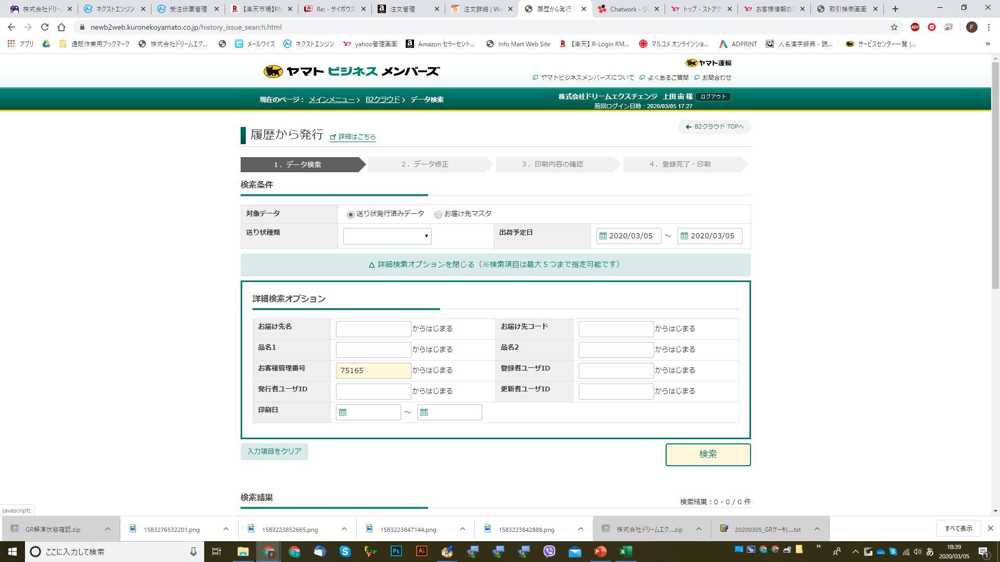 株式会社ドリーム
ネクストエンジン
受注伝票管理
【楽天市場】RM
Re: - サイボウズ
注文管理
注文詳細 | Wo
履歴から発行
Chatwork - ジ
トップ - ストアク
お客様情報の
取引検索画面
newb2web.kuronekoyamato.co.jp/history_issue_search.html
ABP
F
アプリ
通販作業用ブックマーク
株式会社ドリームエク...
メールワイズ
ネクストエンジン
yahoo管理画面
Amazon セラーセント...
Info Mart Web Site
【楽天】R-Login RM...
マルコメ オンラインショ...
ADPRINT
人名漢字辞典 - 読...
サービスセンター一覧 |...
ヤマト ビジネス メンバーズ
ヤマト運輸
ヤマトビジネスメンバーズについて
よくあるご質問
お問合わせ
現在のページ： メインメニュー > B2クラウド > データ検索
株式会社ドリームエクスチェンジ　上田 宙 様
ログアウト
前回ログイン日時：2020/03/05 17:27
履歴から発行
詳細はこちら
B2クラウド TOPへ
1．データ検索
2．データ修正
3．印刷内容の確認
4．登録完了・印刷
検索条件
対象データ
送り状発行済みデータ
お届け先マスタ
送り状種類
出荷予定日
2020/03/05
～
2020/03/05
△ 詳細検索オプションを閉じる（※検索項目は最大５つまで指定可能です）
詳細検索オプション
お届け先名
からはじまる
お届け先コード
からはじまる
品名1
からはじまる
品名2
からはじまる
お客様管理番号
75165
からはじまる
登録者ユーザID
からはじまる
発行者ユーザID
からはじまる
更新者ユーザID
からはじまる
印刷日
～
入力項目をクリア
検索
検索結果
検索結果：0 - 0 / 0 件
javascript:;
GR解凍状態確認.zip
1583276532201.png
1583223852665.png
1583223847144.png
1583223842888.png
株式会社ドリームエク....zip
20200305_GRケーキ(....txt
すべて表示
ここに入力して検索
あ
18:39
2020/03/05
1